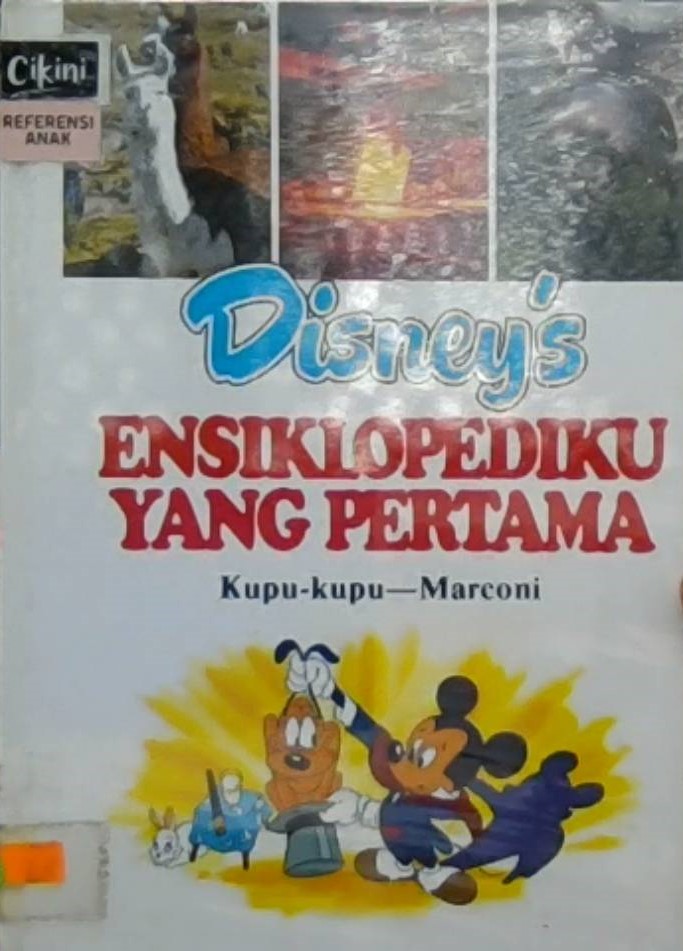 Cikini
REFERENSI
ANAK
Disney's
ENSIKLOPEDIKU
YANG PERTAMA
Kupu-kupu—Marconi